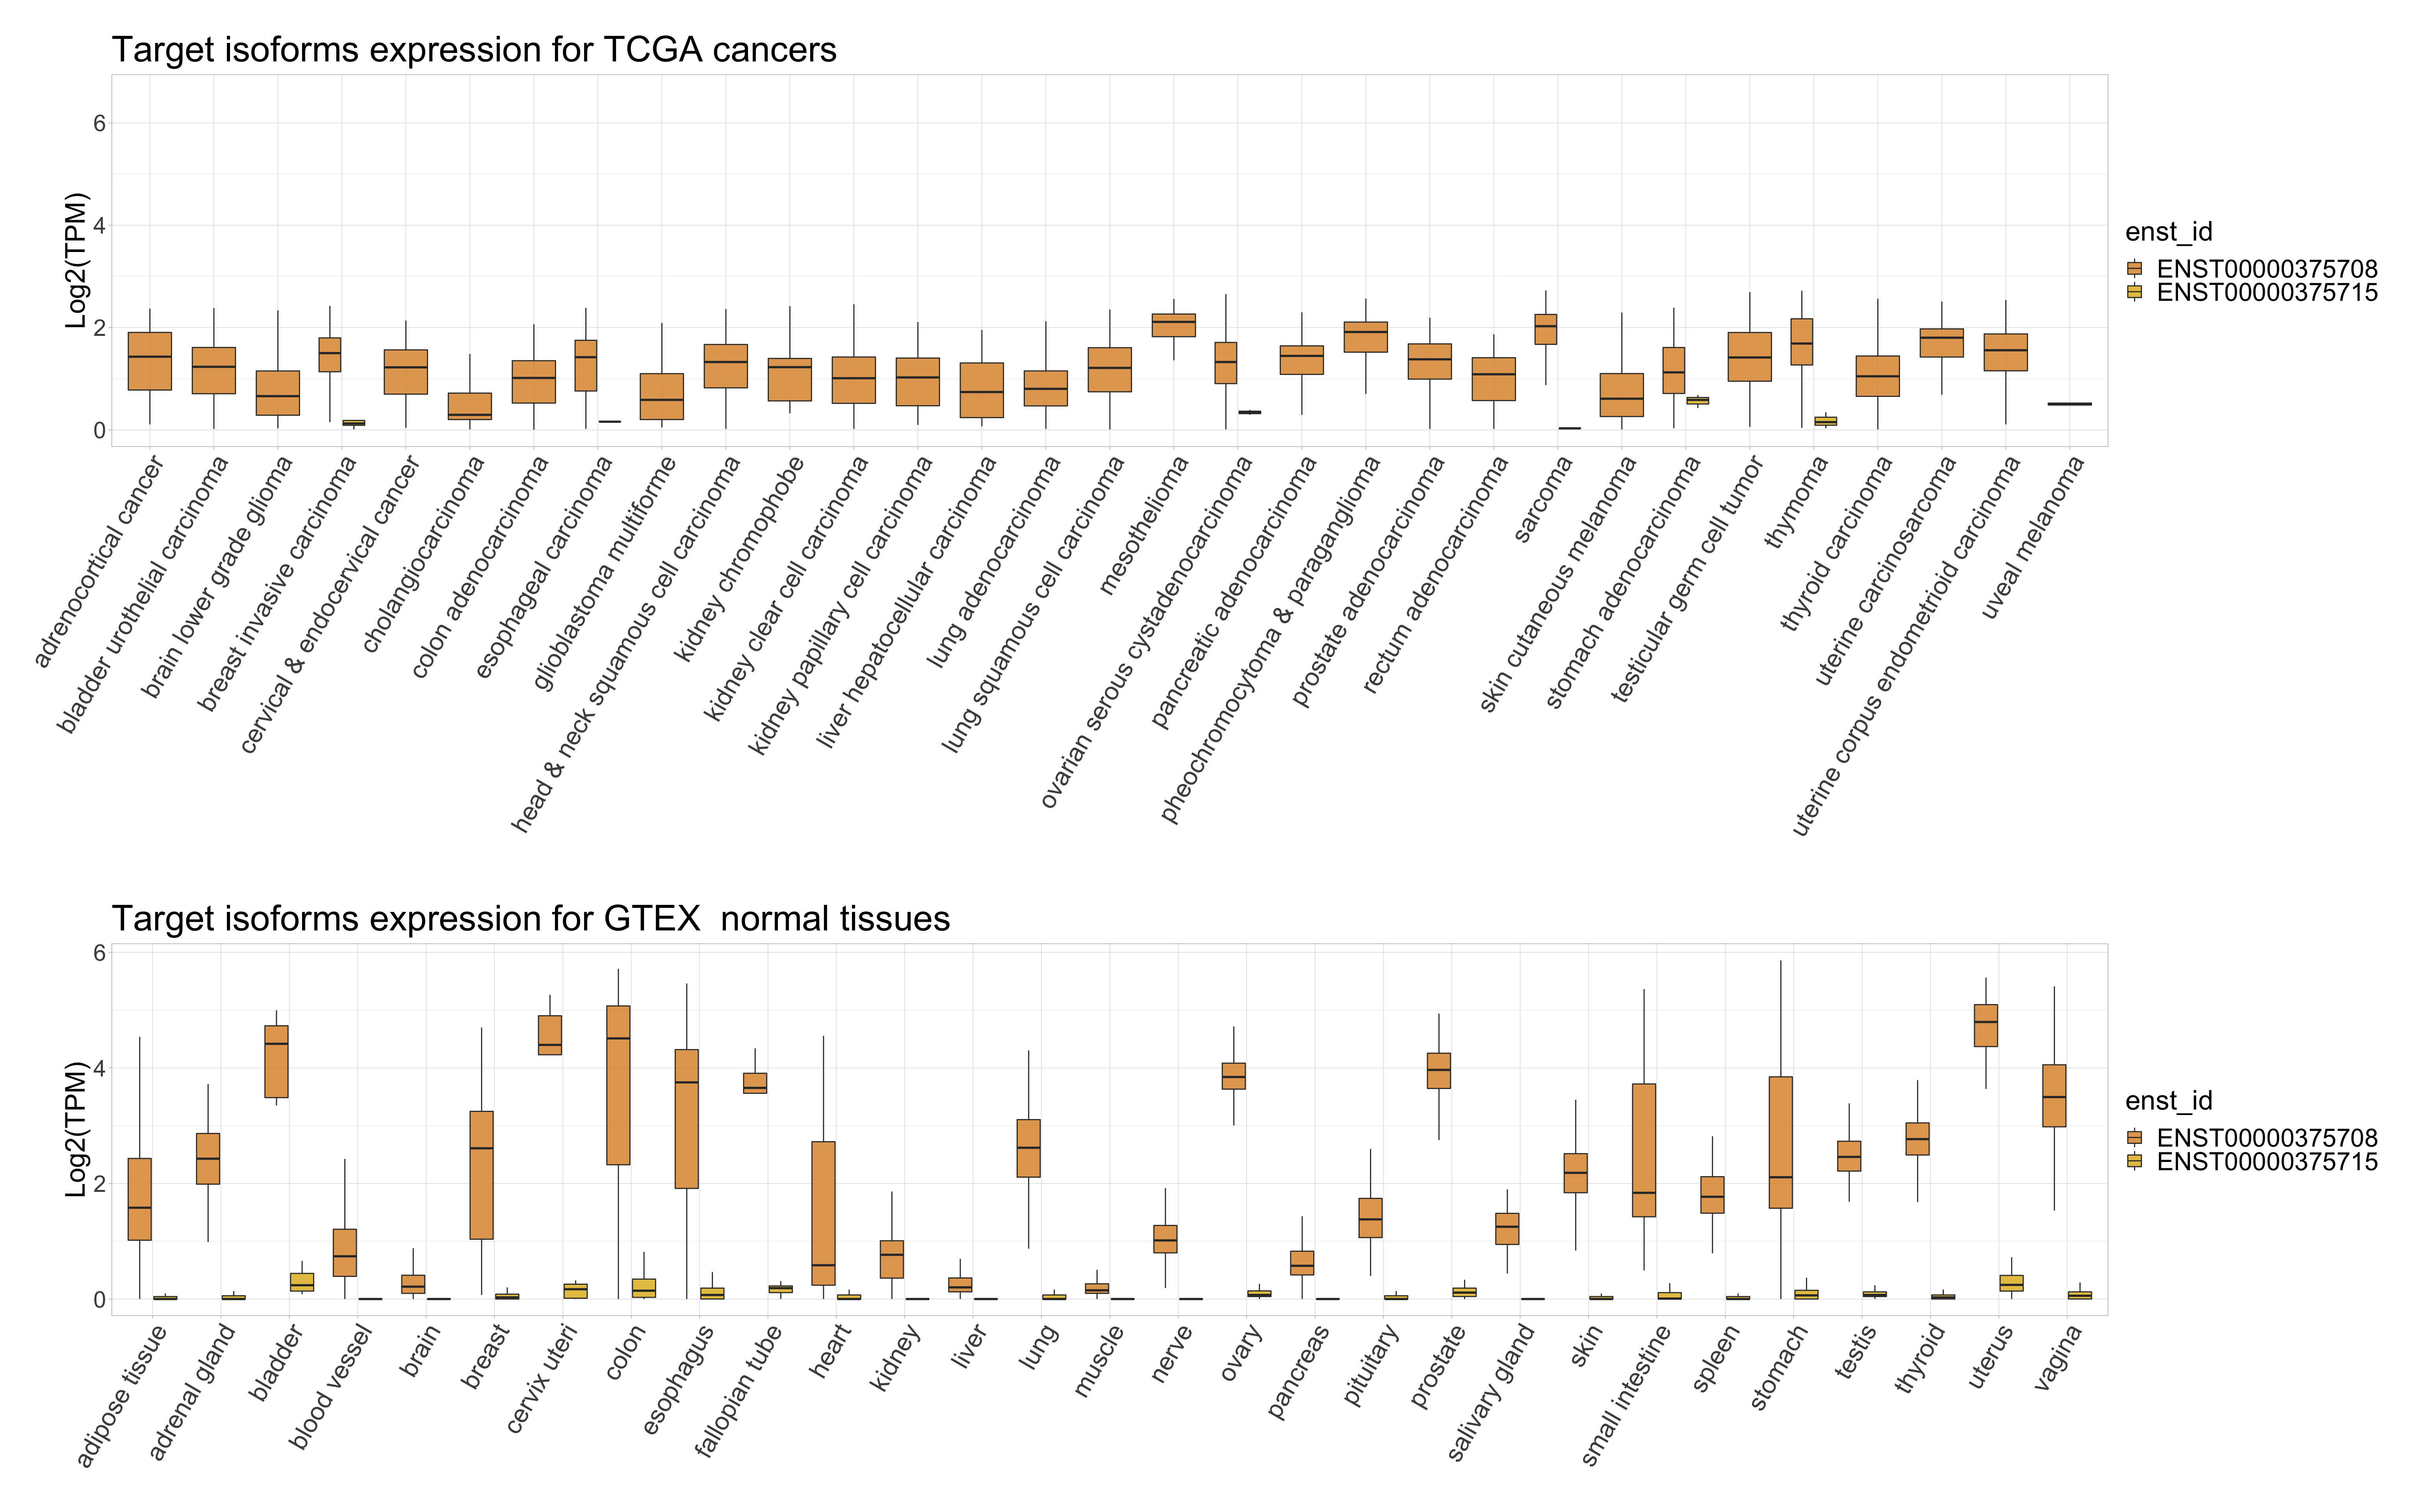 Target isoforms expression for TCGA cancers
Log2(TPM)
6
4
2
0
adrenocortical cancer
bladder urothelial carcinoma
brain lower grade glioma
breast invasive carcinoma
cervical & endocervical cancer
cholangiocarcinoma
colon adenocarcinoma
esophageal carcinoma
glioblastoma multiforme
head & neck squamous cell carcinoma
kidney chromophobe
kidney clear cell carcinoma
kidney papillary cell carcinoma
liver hepatocellular carcinoma
lung adenocarcinoma
lung squamous cell carcinoma
mesothelioma
ovarian serous cystadenocarcinoma
pancreatic adenocarcinoma
pheochromocytoma & paraganglioma
prostate adenocarcinoma
rectum adenocarcinoma
sarcoma
skin cutaneous melanoma
stomach adenocarcinoma
testicular germ cell tumor
thymoma
thyroid carcinoma
uterine carcinosarcoma
uterine corpus endometrioid carcinoma
uveal melanoma
enst_id
ENST00000375708
ENST00000375715
Target isoforms expression for GTEX  normal tissues
Log2(TPM)
6
4
2
0
adipose tissue
adrenal gland
bladder
blood vessel
brain
breast
cervix uteri
colon
esophagus
fallopian tube
heart
kidney
liver
lung
muscle
nerve
ovary
pancreas
pituitary
prostate
salivary gland
skin
small intestine
spleen
stomach
testis
thyroid
uterus
vagina
enst_id
ENST00000375708
ENST00000375715